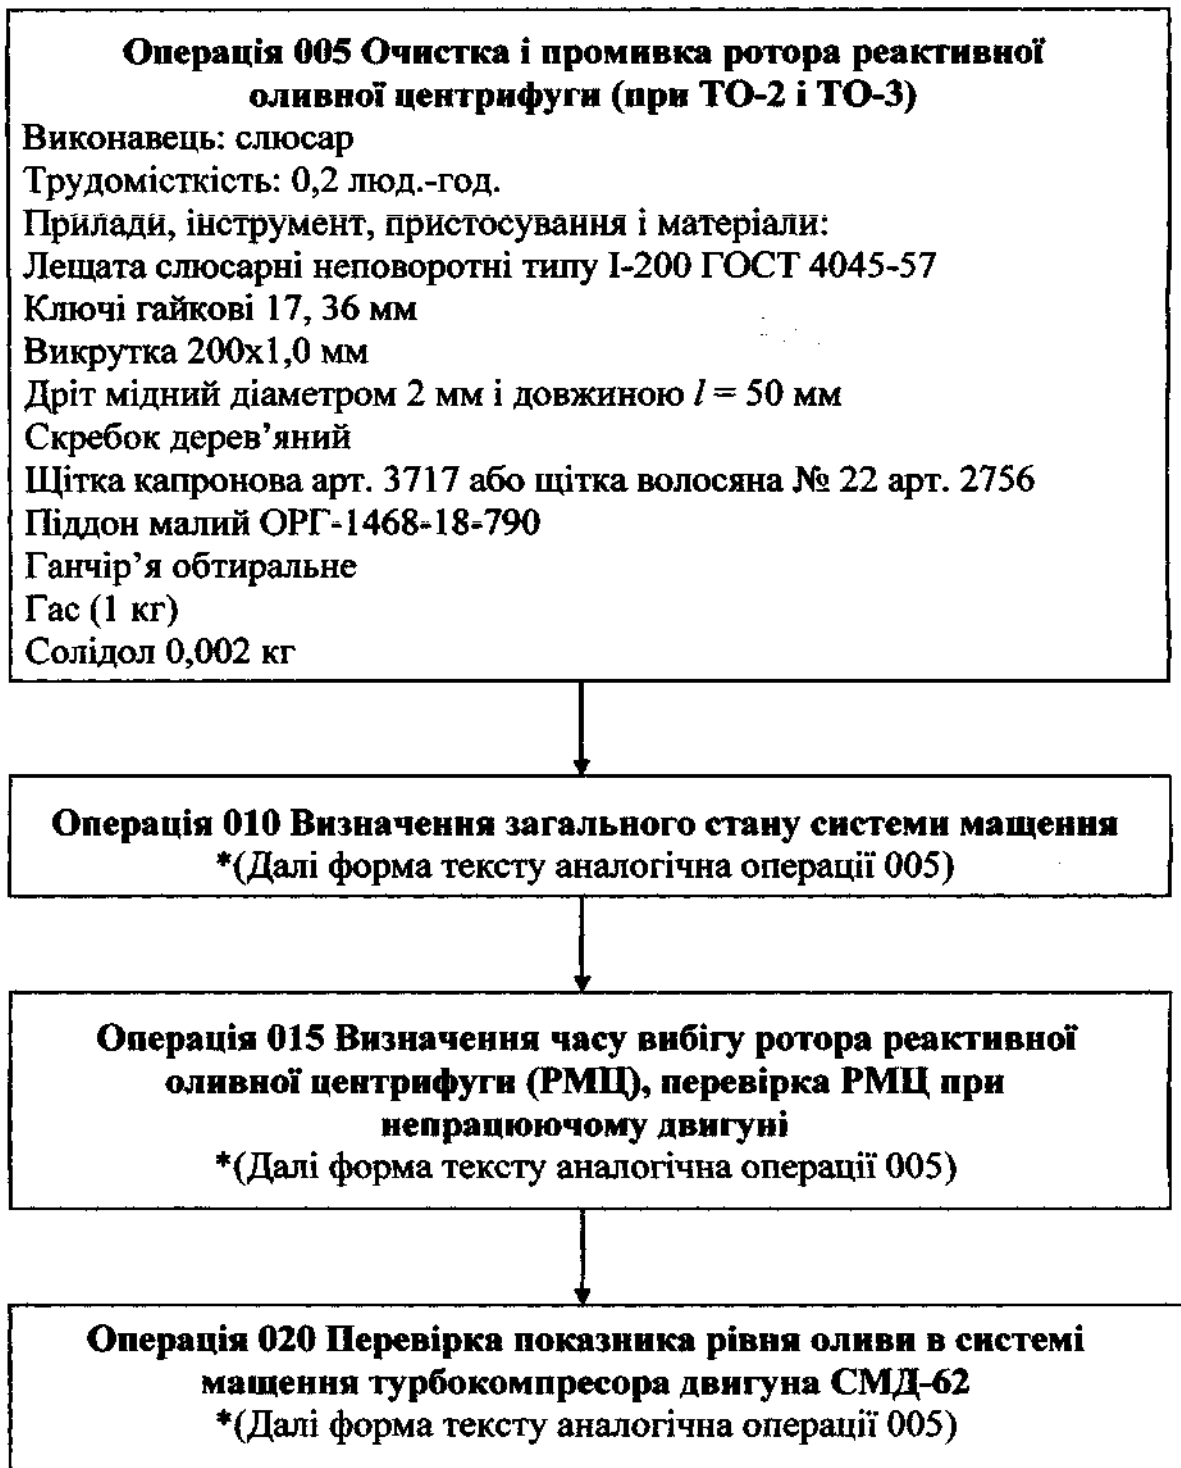 Операція 005 Очистка і промивка ротора реактивної
оливної центрифуги (при ТО-2 і ТО-3)
Виконавець: слюсар
Трудомісткість: 0,2 люд.-год.
Прилади, інструмент, пристосування і матеріали:
Лещата слюсарні неповоротні типу І-200 ГОСТ 4045-57
Ключі гайкові 17, 36 мм
Викрутка 200х1,0 мм
Дріт мідний діаметром 2 мм і довжиною l = 50 мм
Скребок дерев’яний
Щітка капронова арт. 3717 або щітка волосяна № 22 арт. 2756
Піддон малий ОРГ-1468-18-790
Ганчір’я обтиральне
Гас (1 кг)
Солідол 0,002 кг
Операція 010 Визначення загального стану системи мащення
*(Далі форма тексту аналогічна операції 005)
Операція 015 Визначення часу вибігу ротора реактивної
оливної центрифуги (РМЦ), перевірка РМЦ при
непрацюючому двигуні
*(Далі форма тексту аналогічна операції 005)
Операція 020 Перевірка показника рівня оливи в системі
мащення турбокомпресора двигуна СМД-62
*(Далі форма тексту аналогічна операції 005)